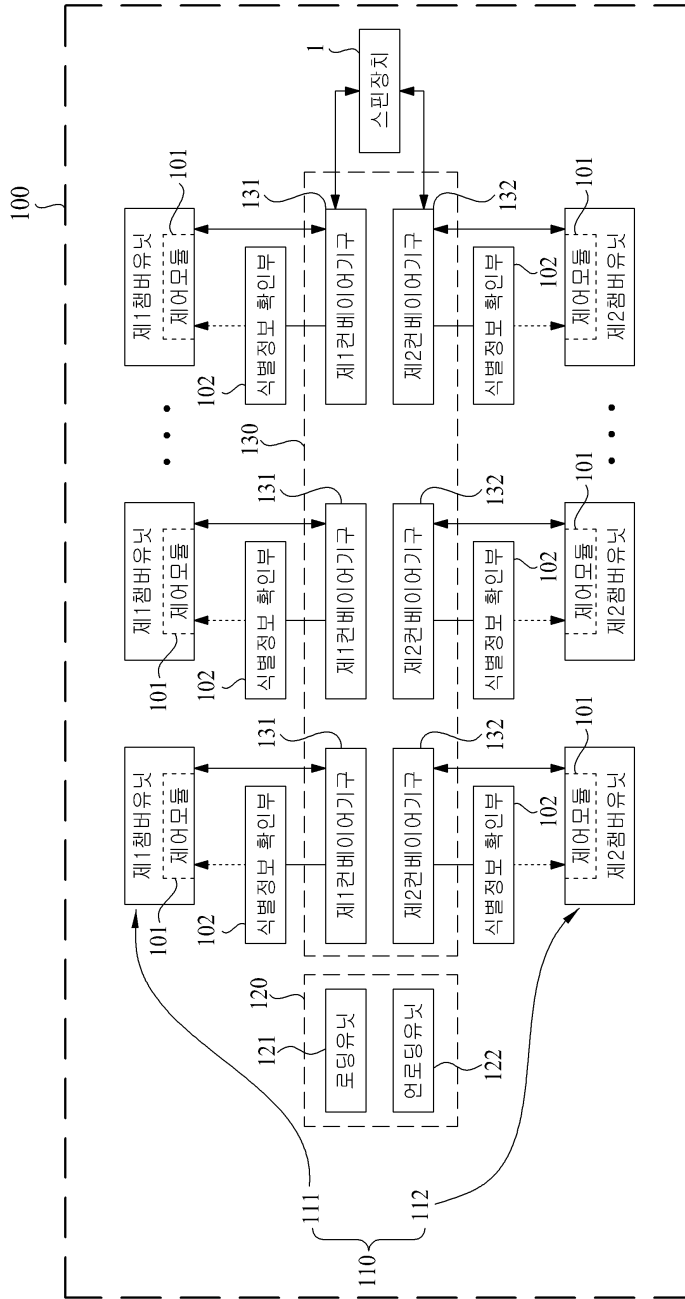 100
101
제1챔버유닛
제1챔버유닛
제1챔버유닛
제어모듈
제어모듈
제어모듈
101
101
102
102
102
식별정보 확인부
식별정보 확인부
식별정보 확인부
120
131
131
130
131
121
111
1
로딩유닛
제1컨베이어기구
제1컨베이어기구
제1컨베이어기구
110
스핀장치
112
언로딩유닛
제2컨베이어기구
제2컨베이어기구
제2컨베이어기구
122
132
132
132
식별정보 확인부
식별정보 확인부
식별정보 확인부
102
102
102
101
101
101
제어모듈
제어모듈
제어모듈
제2챔버유닛
제2챔버유닛
제2챔버유닛